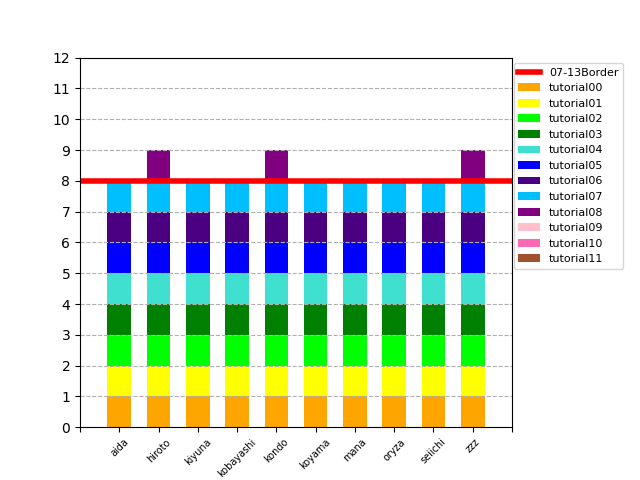 12
11
10
9
8
7
6
5
4
3
2
1
0
aida
hiroto
kiyuna
kobayashi
kondo
koyama
mana
oryza
seiichi
zzz
07-13Border
tutorial00
tutorial01
tutorial02
tutorial03
tutorial04
tutorial05
tutorial06
tutorial07
tutorial08
tutorial09
tutorial10
tutorial11